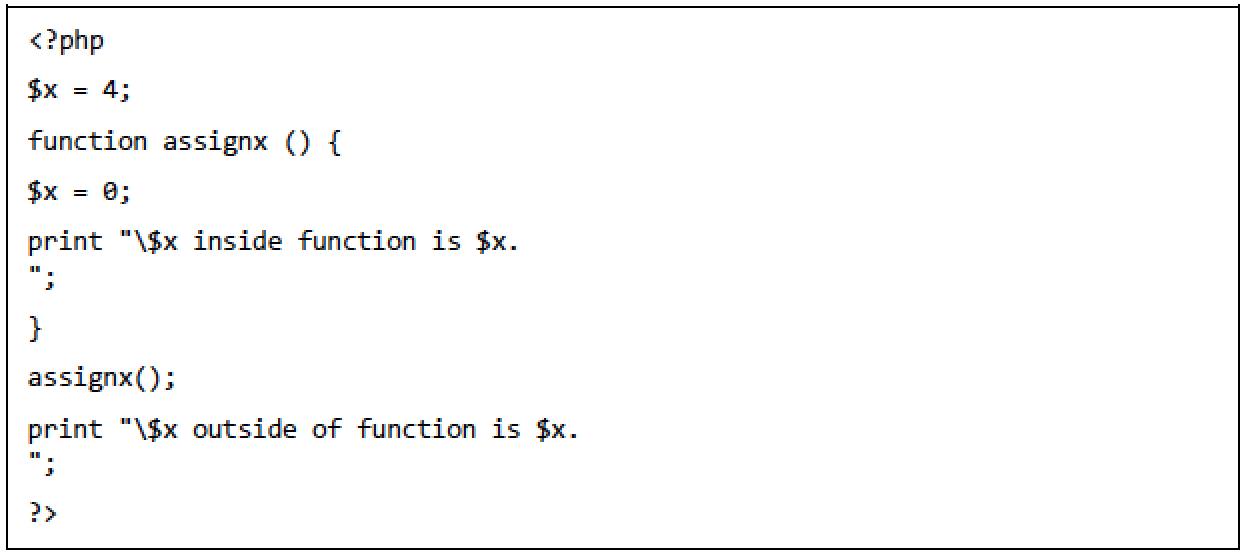 <?php
$x = 4;
function assignx () {
$x = 0;
print "\$x inside function is $x.
";
}
assignx();
print "\$x outside of function is $x.
";
?>